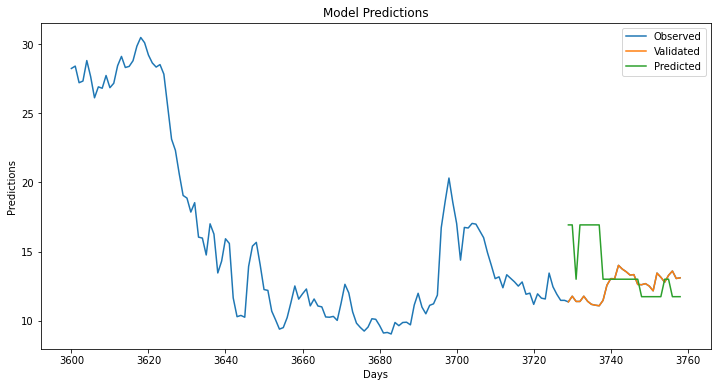 Model Predictions
Observed
Validated
Predicted
Predictions
30
25
20
15
10
3600
3620
3640
3660
3680
3700
3720
3740
3760
Days